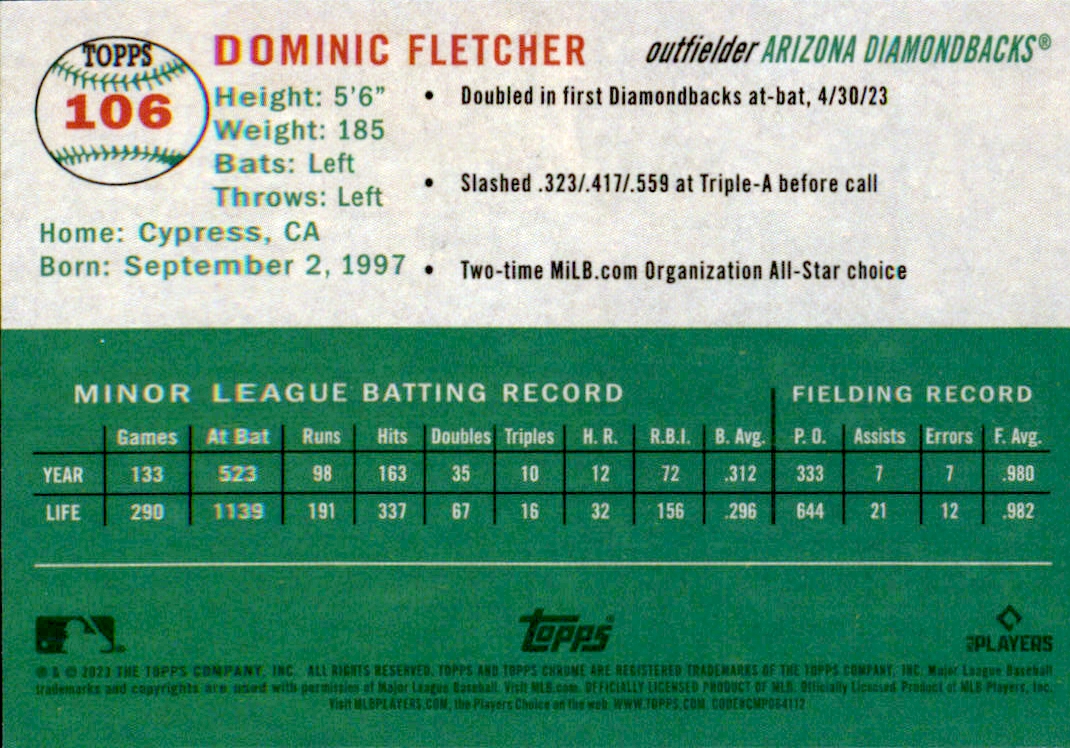 TOPPS
106
DOMINIC FLETCHER
outfielder ARIZONA DIAMONDBACKS®
Height: 5'6"
Weight: 185
Bats: Left
Throws: Left
Home: Cypress, CA
Born: September 2, 1997
• Doubled in first Diamondbacks at-bat, 4/30/23
• Slashed .323/.417/.559 at Triple-A before call
• Two-time MiLB.com Organization All-Star choice
MINOR LEAGUE BATTING RECORD FIELDING RECORD
Games At Bat Runs Hits Doubles Triples H. R. R.B.I. B. Avg. P. O. Assists Errors F. Avg.
YEAR 133 523 98 163 35 10 12 72 .312 333 7 7 .980
LIFE 290 1139 191 337 67 16 32 156 .296 644 21 12 .982
topps®
PLAYERS
® & © 2023 THE TOPPS COMPANY, INC. ALL RIGHTS RESERVED. TOPPS AND TOPPS CHROME ARE REGISTERED TRADEMARKS OF THE TOPPS COMPANY, INC. Major League Baseball
trademarks and copyrights are used with permission of Major League Baseball. Visit MLB.com. OFFICIALLY LICENSED PRODUCT OF MLB. Officially Licensed Product of MLB Players, Inc.
Visit MLBPLAYERS.COM, the Players Choice on the web. WWW.TOPPS.COM. CODE#CMP064112